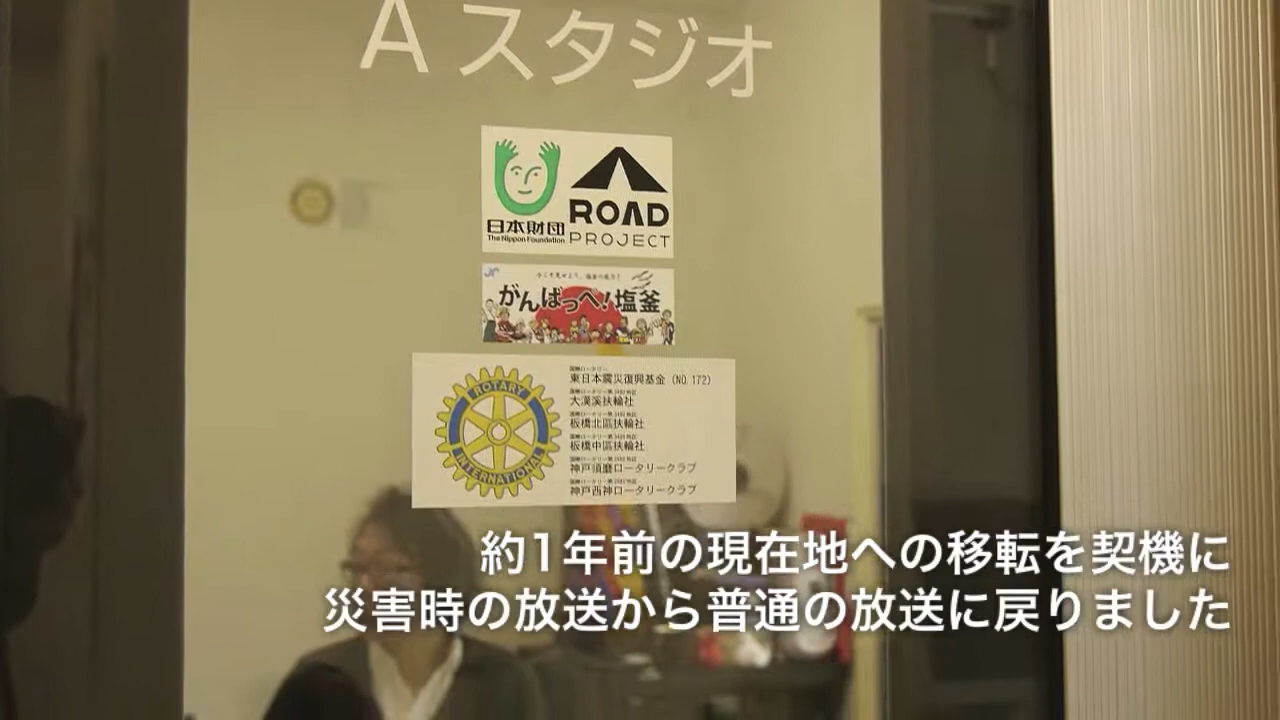 Aスタジオ
日本財団
The Nippon Foundation
ROAD
PROJECT
がんばっぺ!塩釜
ROTARY
INTERNATIONAL
東日本震災復興基金 (NO.172)
大漢溪扶輪社
板橋北區扶輪社
板橋中區扶輪社
神戸須磨ロータリークラブ
神戸西神ロータリークラブ
約1年前の現在地への移転を契機に
災害時の放送から普通の放送に戻りました